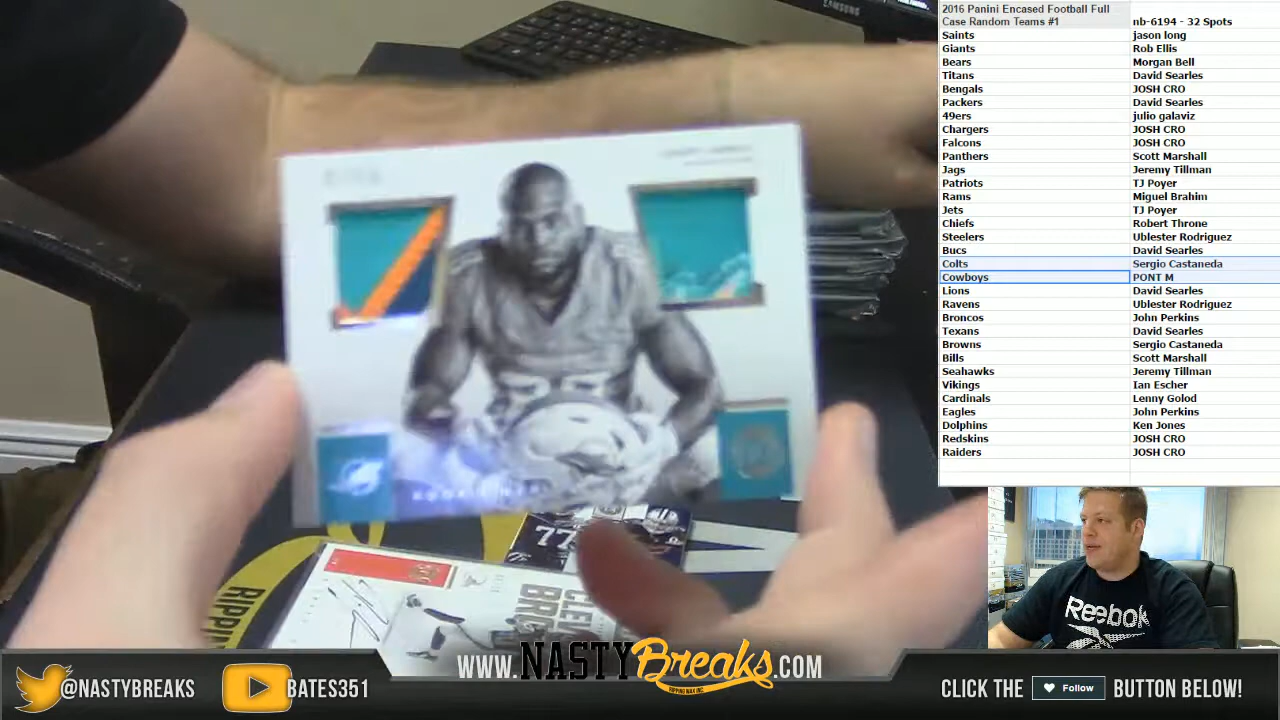 2016 Panini Encased Football Full
Case Random Teams #1 nb-6194 - 32 Spots
Saints jason long
Giants Rob Ellis
Bears Morgan Bell
Titans David Searles
Bengals JOSH CRO
Packers David Searles
49ers julio galaviz
Chargers JOSH CRO
Falcons JOSH CRO
Panthers Scott Marshall
Jags Jeremy Tillman
Patriots TJ Poyer
Rams Miguel Brahim
Jets TJ Poyer
Chiefs Robert Throne
Steelers Ublester Rodriguez
Bucs David Searles
Colts Sergio Castaneda
Cowboys PONT M
Lions David Searles
Ravens Ublester Rodriguez
Broncos John Perkins
Texans David Searles
Browns Sergio Castaneda
Bills Scott Marshall
Seahawks Jeremy Tillman
Vikings Ian Escher
Cardinals Lenny Golod
Eagles John Perkins
Dolphins Ken Jones
Redskins JOSH CRO
Raiders JOSH CRO
SAMSUNG
77
RIPPIN
Reebok
@NASTYBREAKS
BATES351
WWW.NASTYBreaks.COM
RIPPING WAX INC.
CLICK THE Follow BUTTON BELOW!